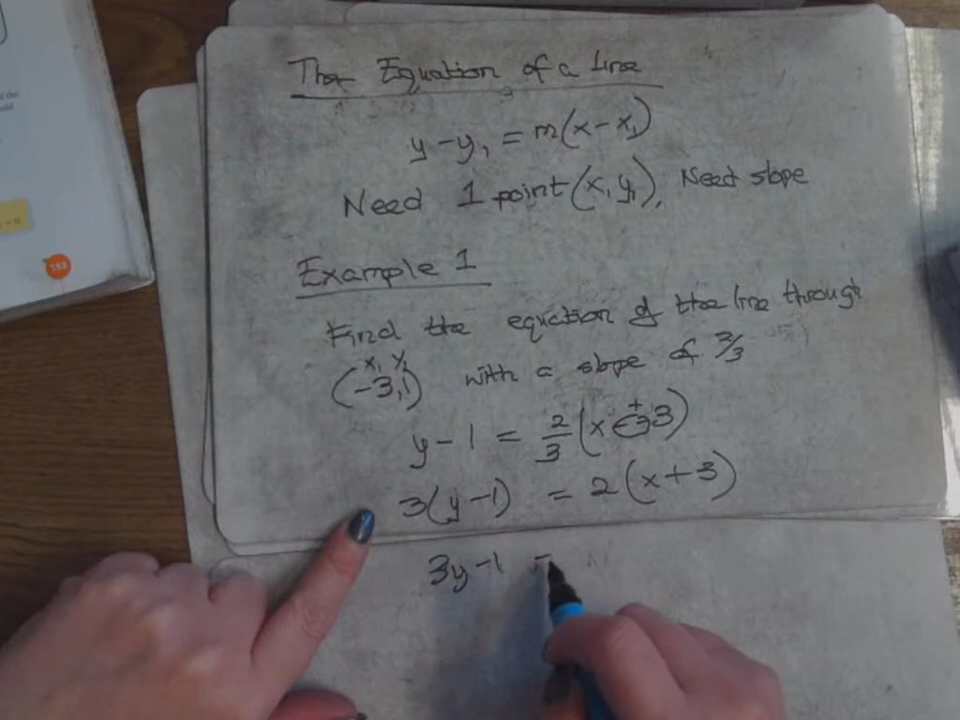 The Equation of a Line
y - y₁ = m(x - x₁)
Need 1 point (x₁ y₁), Need slope
Example 1
Find the equation of the line through
x₁ y₁
(-3,1) with a slope of 2/3
+
y - 1 = 2/3 (x - -3)
3(y - 1) = 2(x + 3)
3y - 1 =